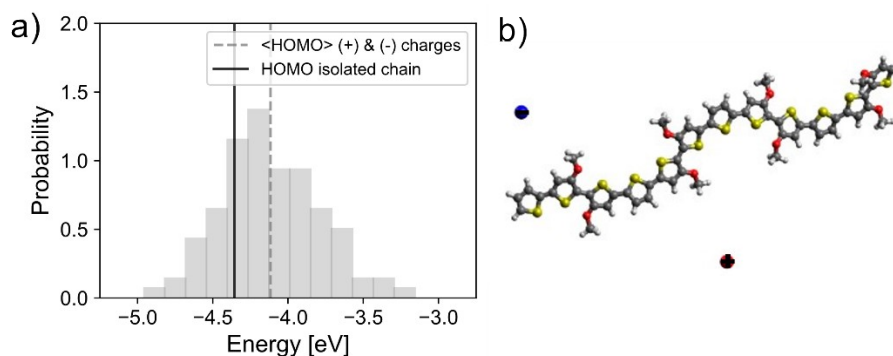 a)
b)
2.0
<HOMO> (+) & (-) charges
HOMO isolated chain
1.5
1.0
0.5
0.0
Probability
−5.0 −4.5 −4.0 −3.5 −3.0
Energy [eV]